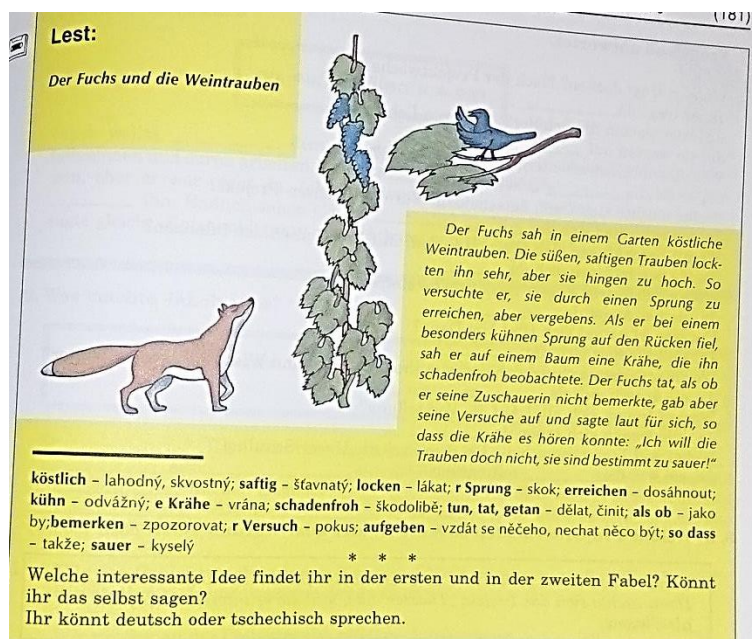 (181)
Lest:
Der Fuchs und die Weintrauben
Der Fuchs sah in einem Garten köstliche
Weintrauben. Die süßen, saftigen Trauben lock-
ten ihn sehr, aber sie hingen zu hoch. So
versuchte er, sie durch einen Sprung zu
erreichen, aber vergebens. Als er bei einem
besonders kühnen Sprung auf den Rücken fiel,
sah er auf einem Baum eine Krähe, die ihn
schadenfroh beobachtete. Der Fuchs tat, als ob
er seine Zuschauerin nicht bemerkte, gab aber
seine Versuche auf und sagte laut für sich, so
dass die Krähe es hören konnte: „Ich will die
Trauben doch nicht, sie sind bestimmt zu sauer!“
köstlich – lahodný, skvostný; saftig – šťavnatý; locken – lákat; r Sprung – skok; erreichen – dosáhnout;
kühn – odvážný; e Krähe – vrána; schadenfroh – škodolibě; tun, tat, getan – dělat, činit; als ob – jako
by;bemerken – zpozorovat; r Versuch – pokus; aufgeben – vzdát se něčeho, nechat něco být; so dass
– takže; sauer – kyselý
* * *
Welche interessante Idee findet ihr in der ersten und in der zweiten Fabel? Könnt
ihr das selbst sagen?
Ihr könnt deutsch oder tschechisch sprechen.